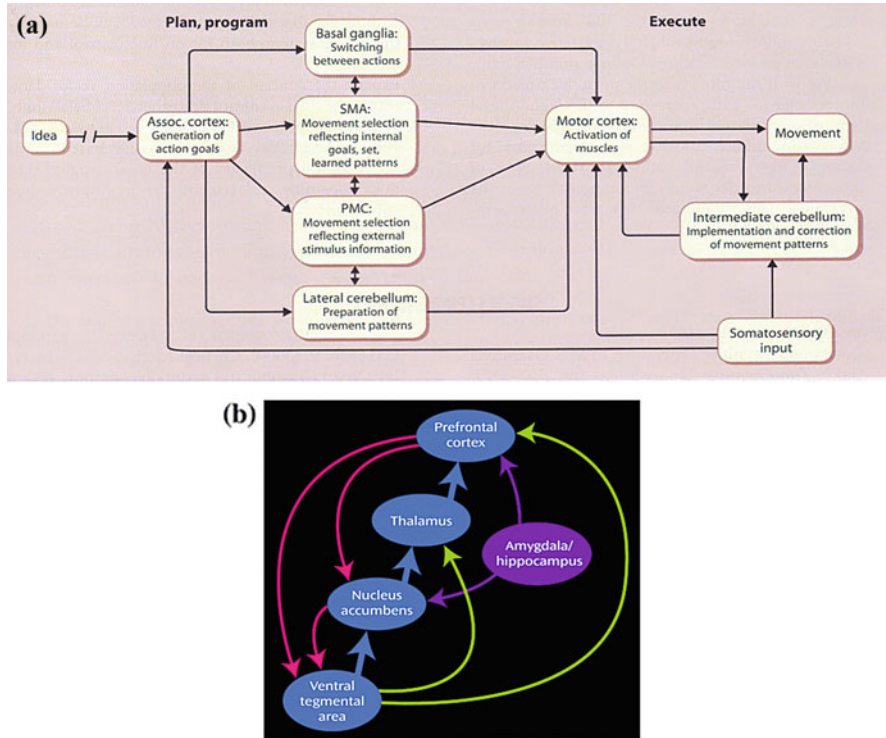 (a)
Plan, program
Execute
Basal ganglia:
Switching
between actions
Idea
Assoc. cortex:
Generation of
action goals
SMA:
Movement selection
reflecting internal
goals, set,
learned patterns
Motor cortex:
Activation of
muscles
Movement
PMC:
Movement selection
reflecting external
stimulus information
Intermediate cerebellum:
Implementation and correction
of movement patterns
Lateral cerebellum:
Preparation of
movement patterns
Somatosensory
input
(b)
Prefrontal
cortex
Thalamus
Amygdala/
hippocampus
Nucleus
accumbens
Ventral
tegmental
area